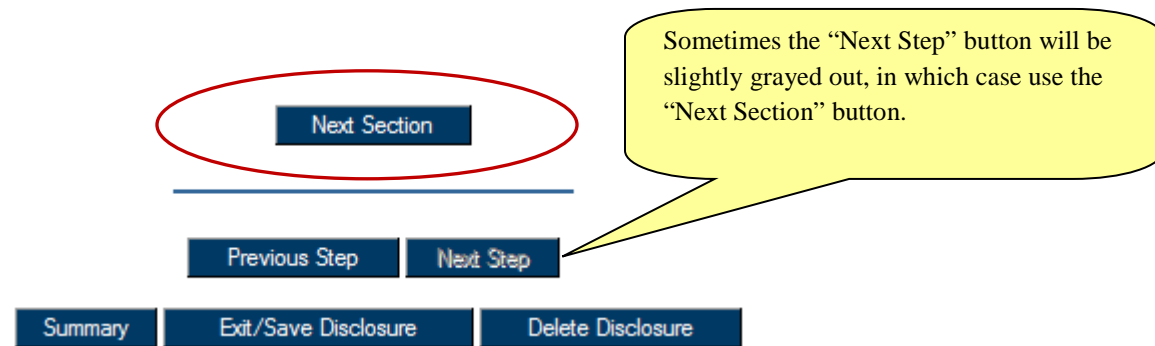 Sometimes the “Next Step” button will be
slightly grayed out, in which case use the
“Next Section” button.
Next Section
Previous Step
Next Step
Summary
Exit/Save Disclosure
Delete Disclosure